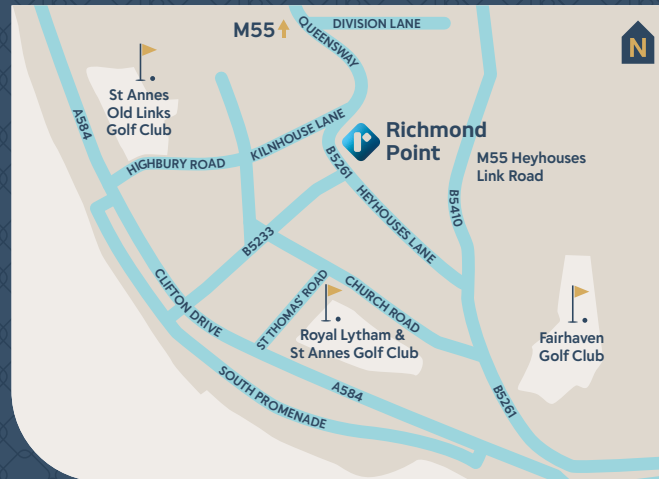 M55
DIVISION LANE
QUEENSWAY
N
St Annes
Old Links
Golf Club
A584
KILNHOUSE LANE
Richmond
Point
HIGHBURY ROAD
B5261
M55 Heyhouses
Link Road
HEYHOUSES LANE
B5410
B5233
CLIFTON DRIVE
ST THOMAS' ROAD
CHURCH ROAD
Royal Lytham &
St Annes Golf Club
Fairhaven
Golf Club
SOUTH PROMENADE
A584
B5261